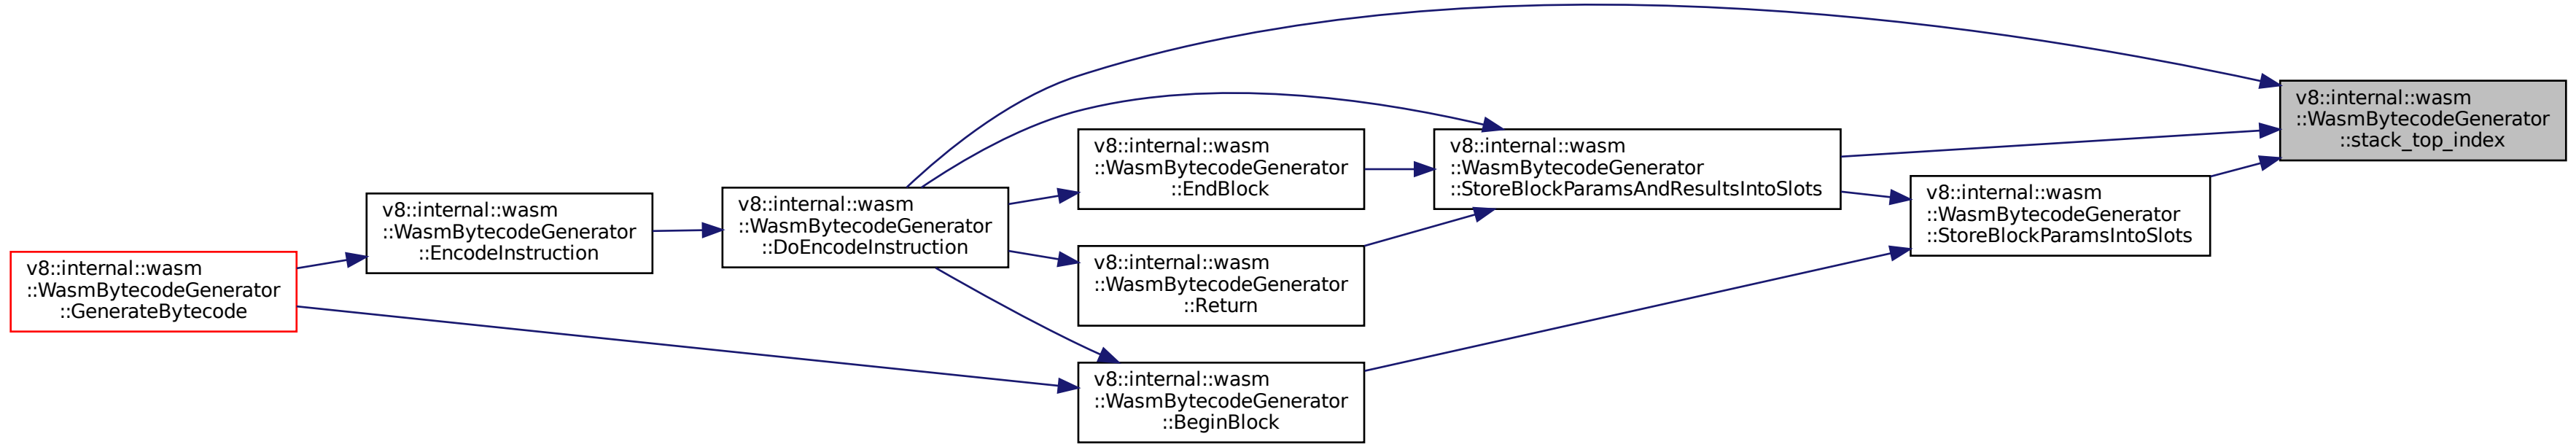 v8::internal::wasm
::WasmBytecodeGenerator
::GenerateBytecode
v8::internal::wasm
::WasmBytecodeGenerator
::EncodeInstruction
v8::internal::wasm
::WasmBytecodeGenerator
::DoEncodeInstruction
v8::internal::wasm
::WasmBytecodeGenerator
::EndBlock
v8::internal::wasm
::WasmBytecodeGenerator
::Return
v8::internal::wasm
::WasmBytecodeGenerator
::BeginBlock
v8::internal::wasm
::WasmBytecodeGenerator
::StoreBlockParamsAndResultsIntoSlots
v8::internal::wasm
::WasmBytecodeGenerator
::StoreBlockParamsIntoSlots
v8::internal::wasm
::WasmBytecodeGenerator
::stack_top_index